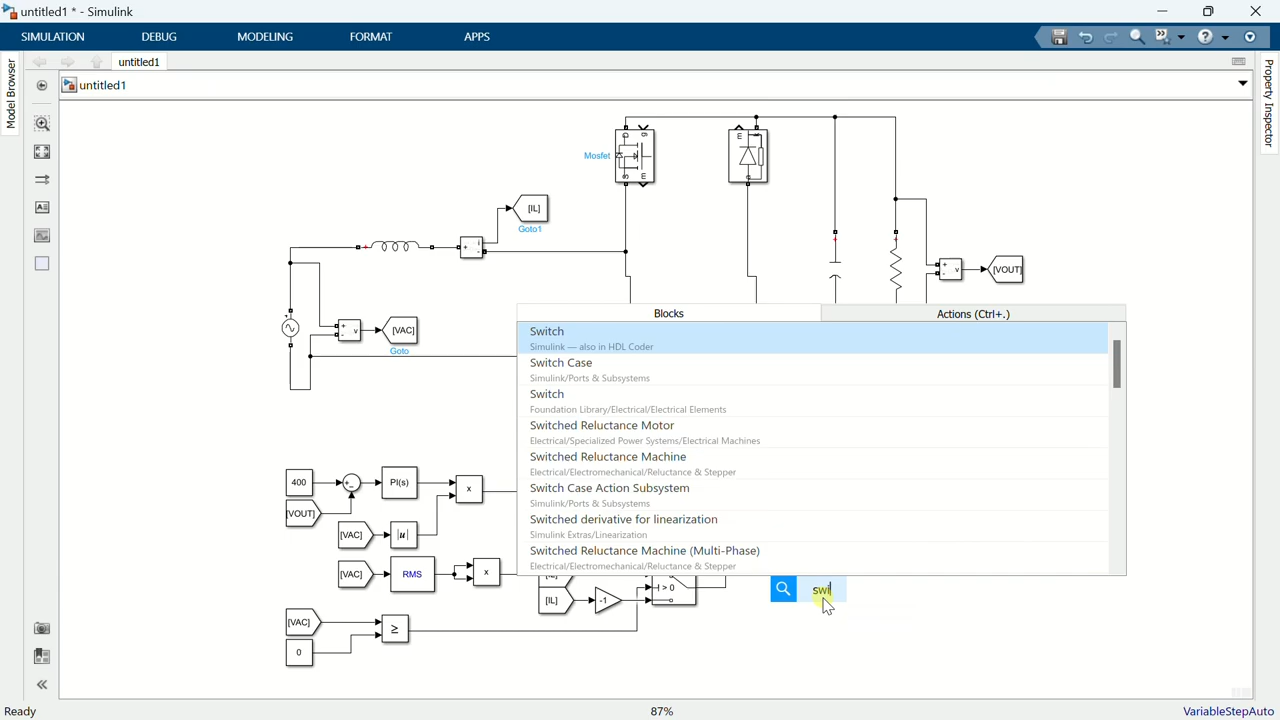 untitled1 * - Simulink
SIMULATION DEBUG MODELING FORMAT APPS
untitled1
Model Browser
untitled1
Property Inspector
Mosfet
D g
S m
m
[IL]
Goto1
+ i
-
+ v
-
[VOUT]
+ v
-
[VAC]
Goto
Blocks
Actions (Ctrl+.)
Switch
Simulink — also in HDL Coder
Switch Case
Simulink/Ports & Subsystems
Switch
Foundation Library/Electrical/Electrical Elements
Switched Reluctance Motor
Electrical/Specialized Power Systems/Electrical Machines
Switched Reluctance Machine
Electrical/Electromechanical/Reluctance & Stepper
Switch Case Action Subsystem
Simulink/Ports & Subsystems
Switched derivative for linearization
Simulink Extras/Linearization
Switched Reluctance Machine (Multi-Phase)
Electrical/Electromechanical/Reluctance & Stepper
swi
400
PI(s)
x
[VOUT]
[VAC]
|u|
[VAC]
RMS
x
[IL]
-1
> 0
[VAC]
≥
0
Ready
87%
VariableStepAuto